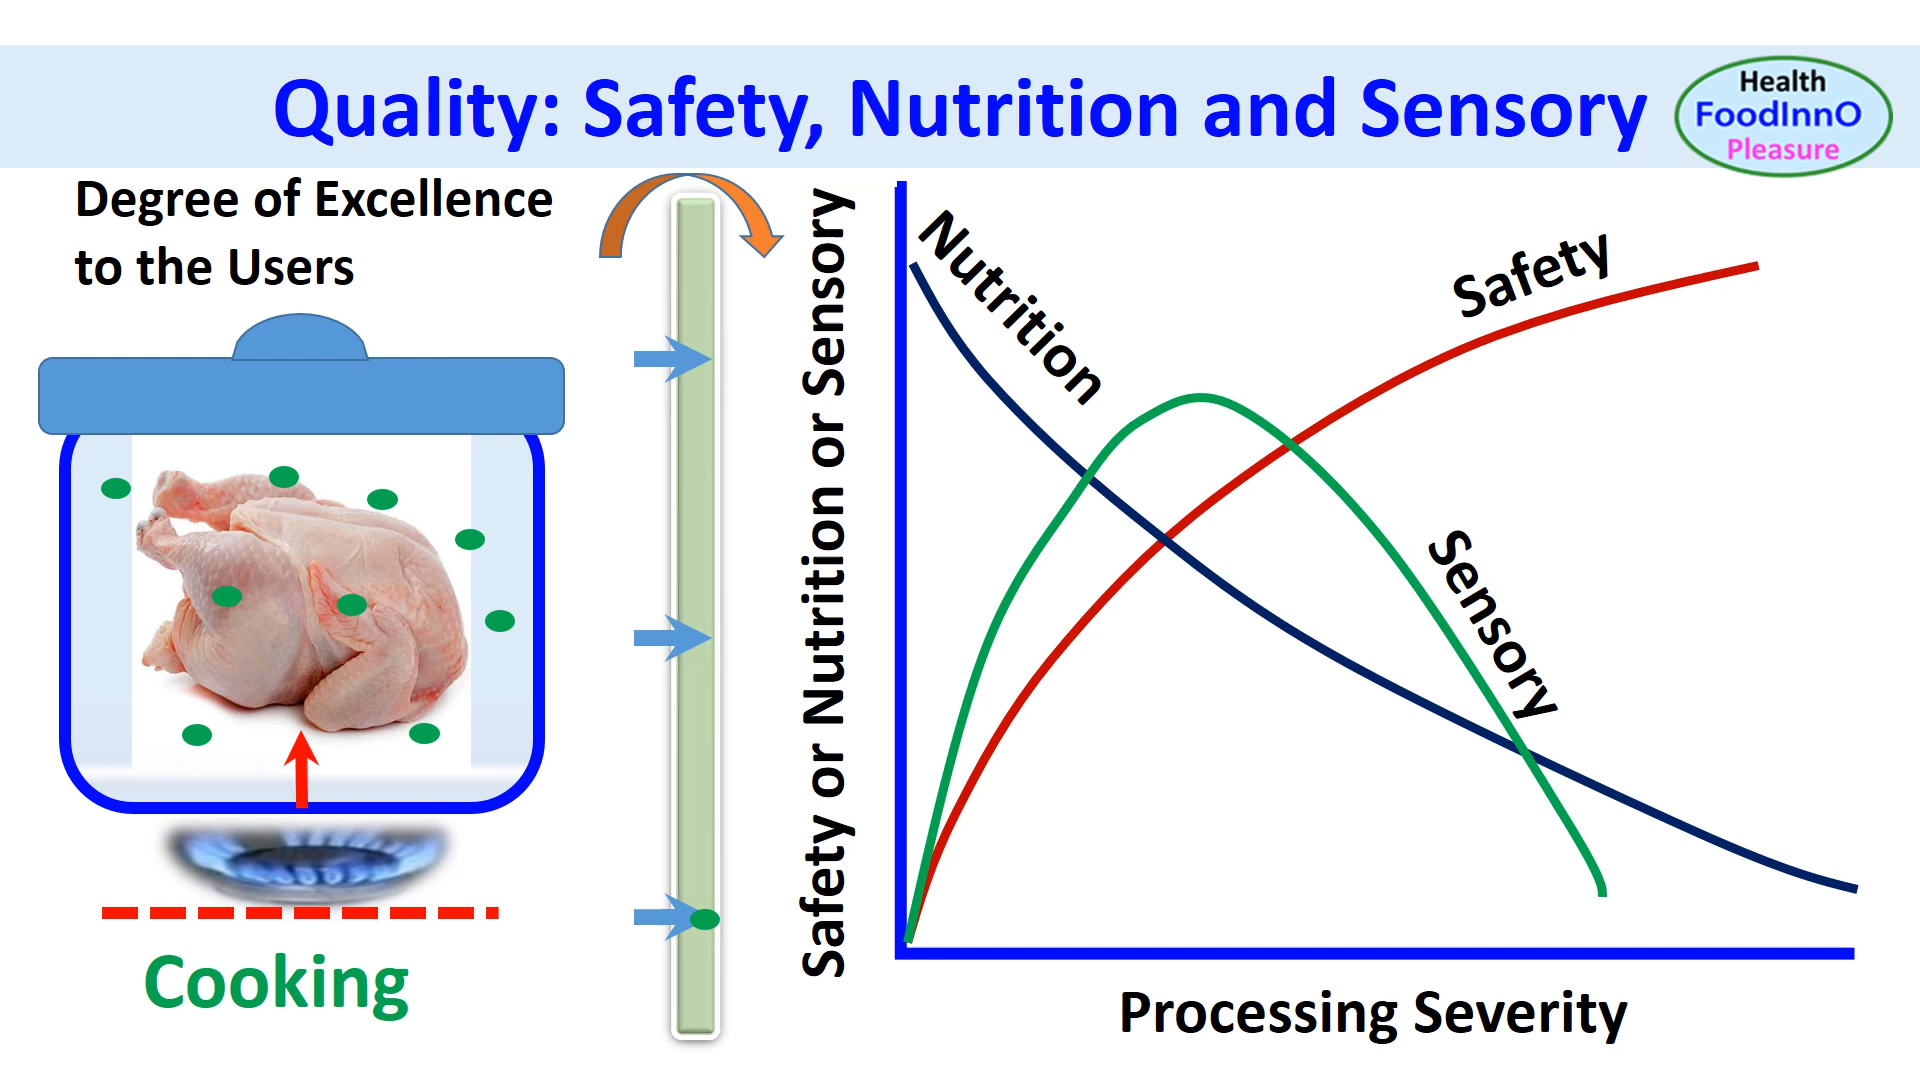 Quality: Safety, Nutrition and Sensory
Health
FoodInnO
Pleasure
Degree of Excellence
to the Users
Cooking
Safety or Nutrition or Sensory
Nutrition
Safety
Sensory
Processing Severity